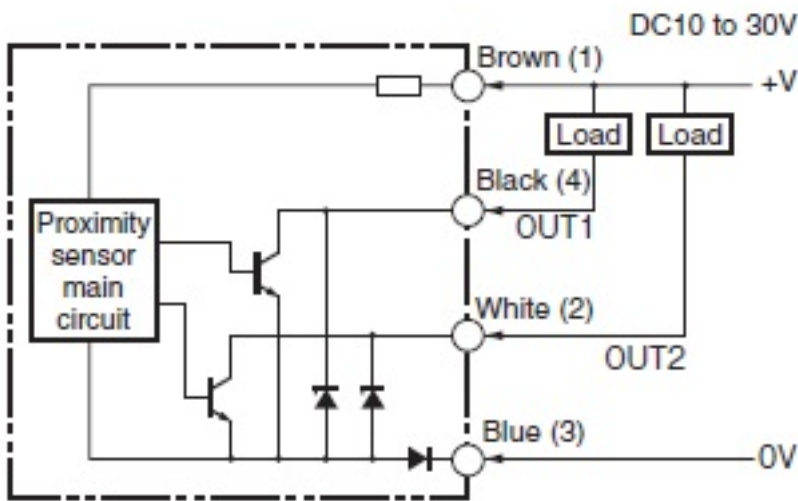 DC10 to 30V
Brown (1)
+V
Load
Load
Black (4)
OUT1
Proximity
sensor
main
circuit
White (2)
OUT2
Blue (3)
0V